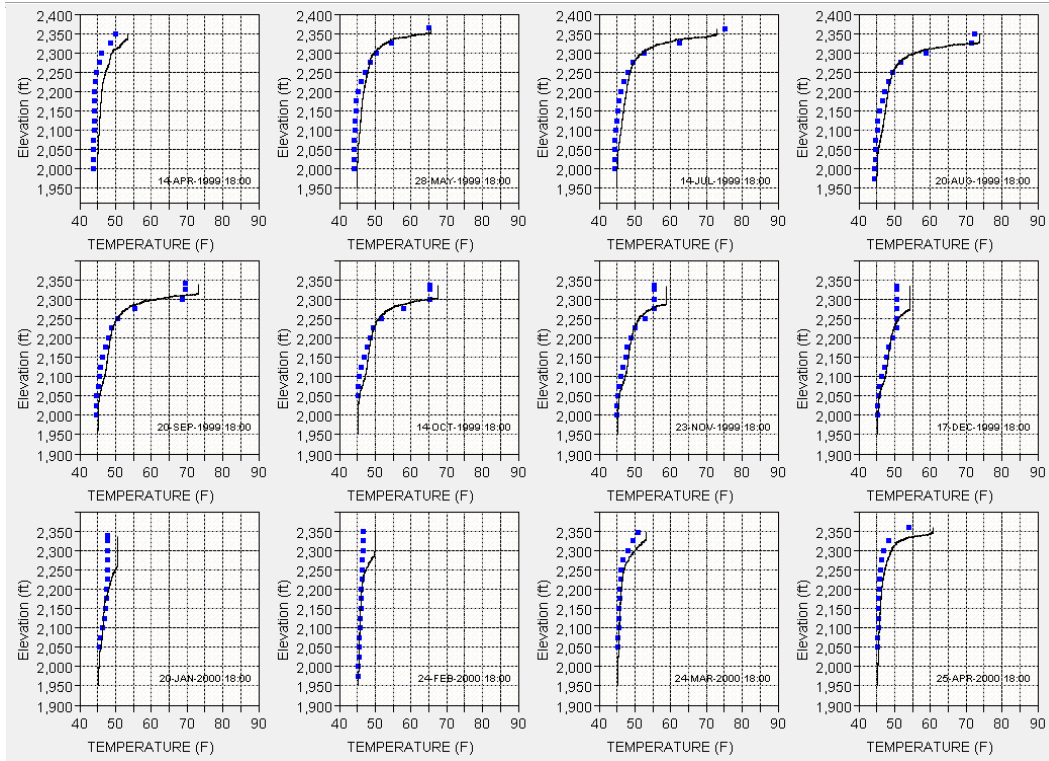 2,400
2,350
2,300
2,250
2,200
2,150
2,100
2,050
2,000
1,950
Elevation (ft)
14-APR-1999 18:00
40 50 60 70 80 90
TEMPERATURE (F)
2,400
2,350
2,300
2,250
2,200
2,150
2,100
2,050
2,000
1,950
Elevation (ft)
28-MAY-1999 18:00
40 50 60 70 80 90
TEMPERATURE (F)
2,400
2,350
2,300
2,250
2,200
2,150
2,100
2,050
2,000
1,950
Elevation (ft)
14-JUL-1999 18:00
40 50 60 70 80 90
TEMPERATURE (F)
2,400
2,350
2,300
2,250
2,200
2,150
2,100
2,050
2,000
1,950
Elevation (ft)
20-AUG-1999 18:00
40 50 60 70 80 90
TEMPERATURE (F)
2,350
2,300
2,250
2,200
2,150
2,100
2,050
2,000
1,950
1,900
Elevation (ft)
20-SEP-1999 18:00
40 50 60 70 80 90
TEMPERATURE (F)
2,350
2,300
2,250
2,200
2,150
2,100
2,050
2,000
1,950
1,900
Elevation (ft)
14-OCT-1999 18:00
40 50 60 70 80 90
TEMPERATURE (F)
2,350
2,300
2,250
2,200
2,150
2,100
2,050
2,000
1,950
1,900
Elevation (ft)
23-NOV-1999 18:00
40 50 60 70 80 90
TEMPERATURE (F)
2,350
2,300
2,250
2,200
2,150
2,100
2,050
2,000
1,950
1,900
Elevation (ft)
17-DEC-1999 18:00
40 50 60 70 80 90
TEMPERATURE (F)
2,350
2,300
2,250
2,200
2,150
2,100
2,050
2,000
1,950
1,900
Elevation (ft)
20-JAN-2000 18:00
40 50 60 70 80 90
TEMPERATURE (F)
2,350
2,300
2,250
2,200
2,150
2,100
2,050
2,000
1,950
1,900
Elevation (ft)
24-FEB-2000 18:00
40 50 60 70 80 90
TEMPERATURE (F)
2,350
2,300
2,250
2,200
2,150
2,100
2,050
2,000
1,950
1,900
Elevation (ft)
24-MAR-2000 18:00
40 50 60 70 80 90
TEMPERATURE (F)
2,350
2,300
2,250
2,200
2,150
2,100
2,050
2,000
1,950
1,900
Elevation (ft)
25-APR-2000 18:00
40 50 60 70 80 90
TEMPERATURE (F)